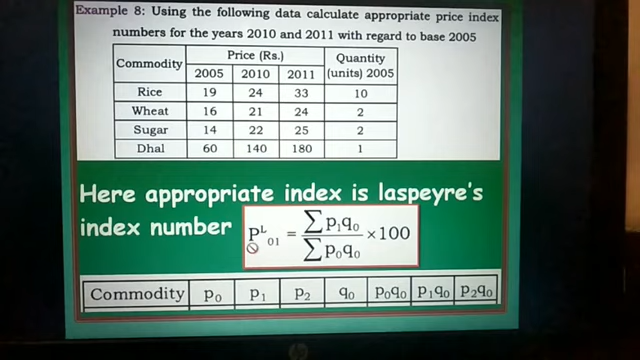 Example 8: Using the following data calculate appropriate price index
numbers for the years 2010 and 2011 with regard to base 2005
Commodity Price (Rs.) Quantity (units) 2005
2005 2010 2011
Rice 19 24 33 10
Wheat 16 21 24 2
Sugar 14 22 25 2
Dhal 60 140 180 1
Here appropriate index is laspeyre's
index number P^L_01 = ∑p₁q₀ / ∑p₀q₀ ×100
Commodity p₀ p₁ p₂ q₀ p₀q₀ p₁q₀ p₂q₀